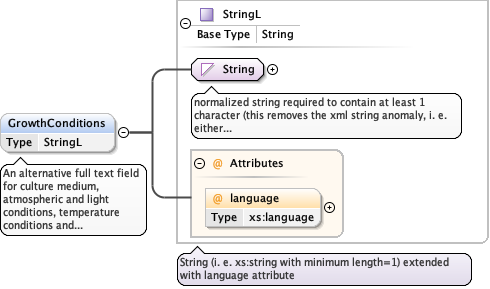 StringL
Base Type String
String
normalized string required to contain at least 1
character (this removes the xml string anomaly, i. e.
either...
GrowthConditions
Type StringL
An alternative full text field
for culture medium,
atmospheric and light
conditions, temperature
conditions and...
@ Attributes
@ language
Type xs:language
String (i. e. xs:string with minimum length=1) extended
with language attribute